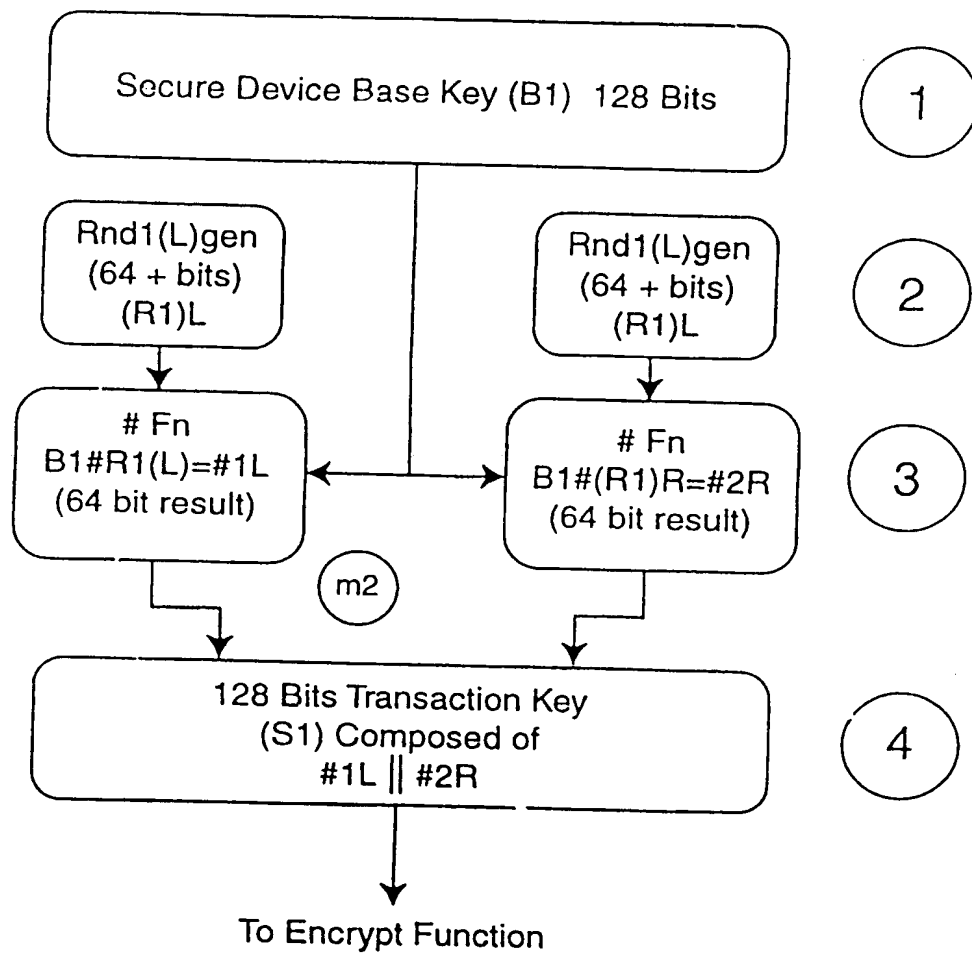 Secure Device Base Key (B1) 128 Bits
1
Rnd1(L)gen
(64 + bits)
(R1)L
Rnd1(L)gen
(64 + bits)
(R1)L
2
# Fn
B1#R1(L)=#1L
(64 bit result)
# Fn
B1#(R1)R=#2R
(64 bit result)
3
m2
128 Bits Transaction Key
(S1) Composed of
#1L || #2R
4
To Encrypt Function